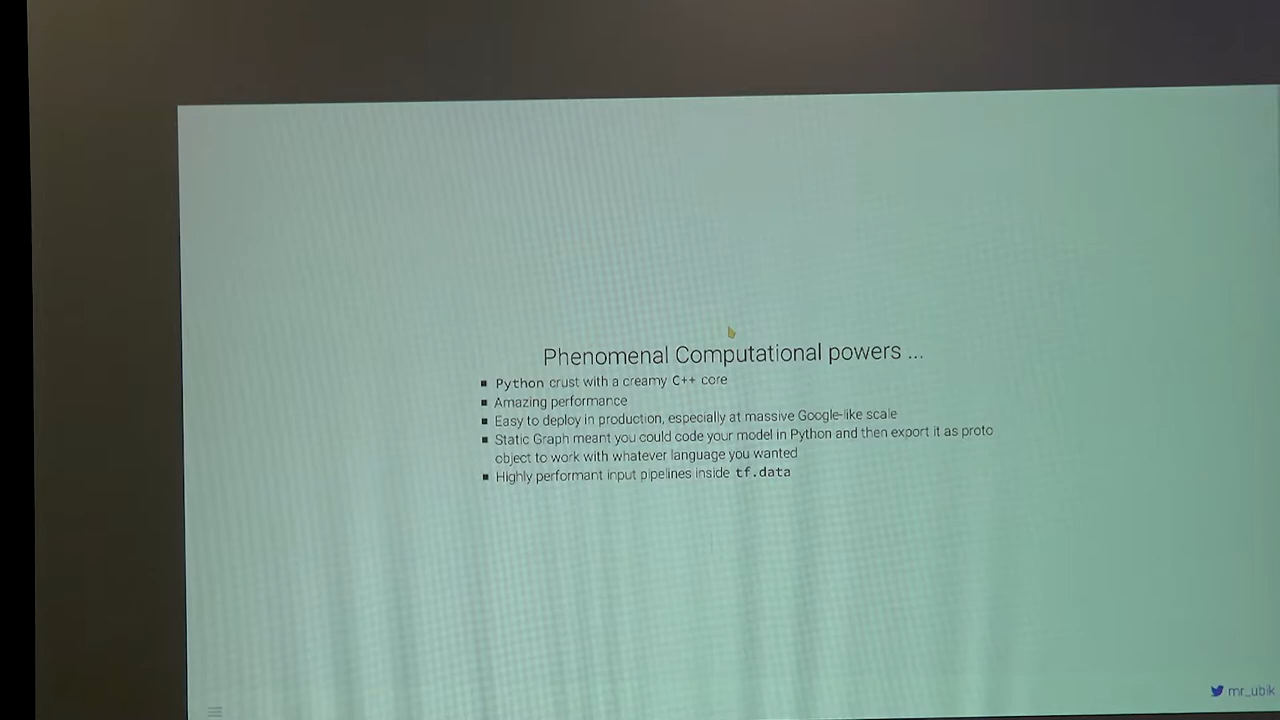 Phenomenal Computational powers ...
Python crust with a creamy C++ core
Amazing performance
Easy to deploy in production, especially at massive Google-like scale
Static Graph meant you could code your model in Python and then export it as proto
object to work with whatever language you wanted
Highly performant input pipelines inside tf.data
mr_ubik